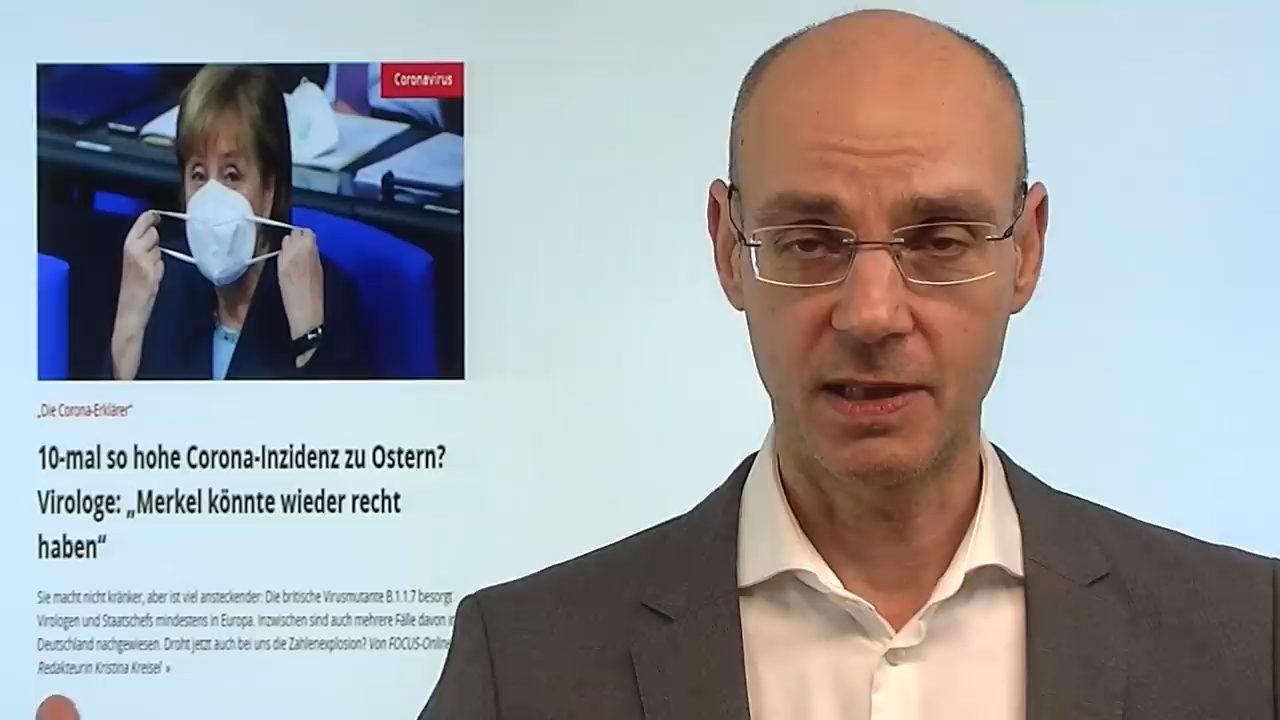 Coronavirus
„Die Corona-Erklärer“
10-mal so hohe Corona-Inzidenz zu Ostern?
Virologe: „Merkel könnte wieder recht
haben“
Sie macht nicht kränker, aber ist viel ansteckender: Die britische Virusmutante B.1.1.7 besorgt
Virologen und Staatschefs mindestens in Europa. Inzwischen sind auch mehrere Fälle davon in
Deutschland nachgewiesen. Droht jetzt auch bei uns die Zahlenexplosion? Von FOCUS-Online-
Redakteurin Kristina Kreisel »